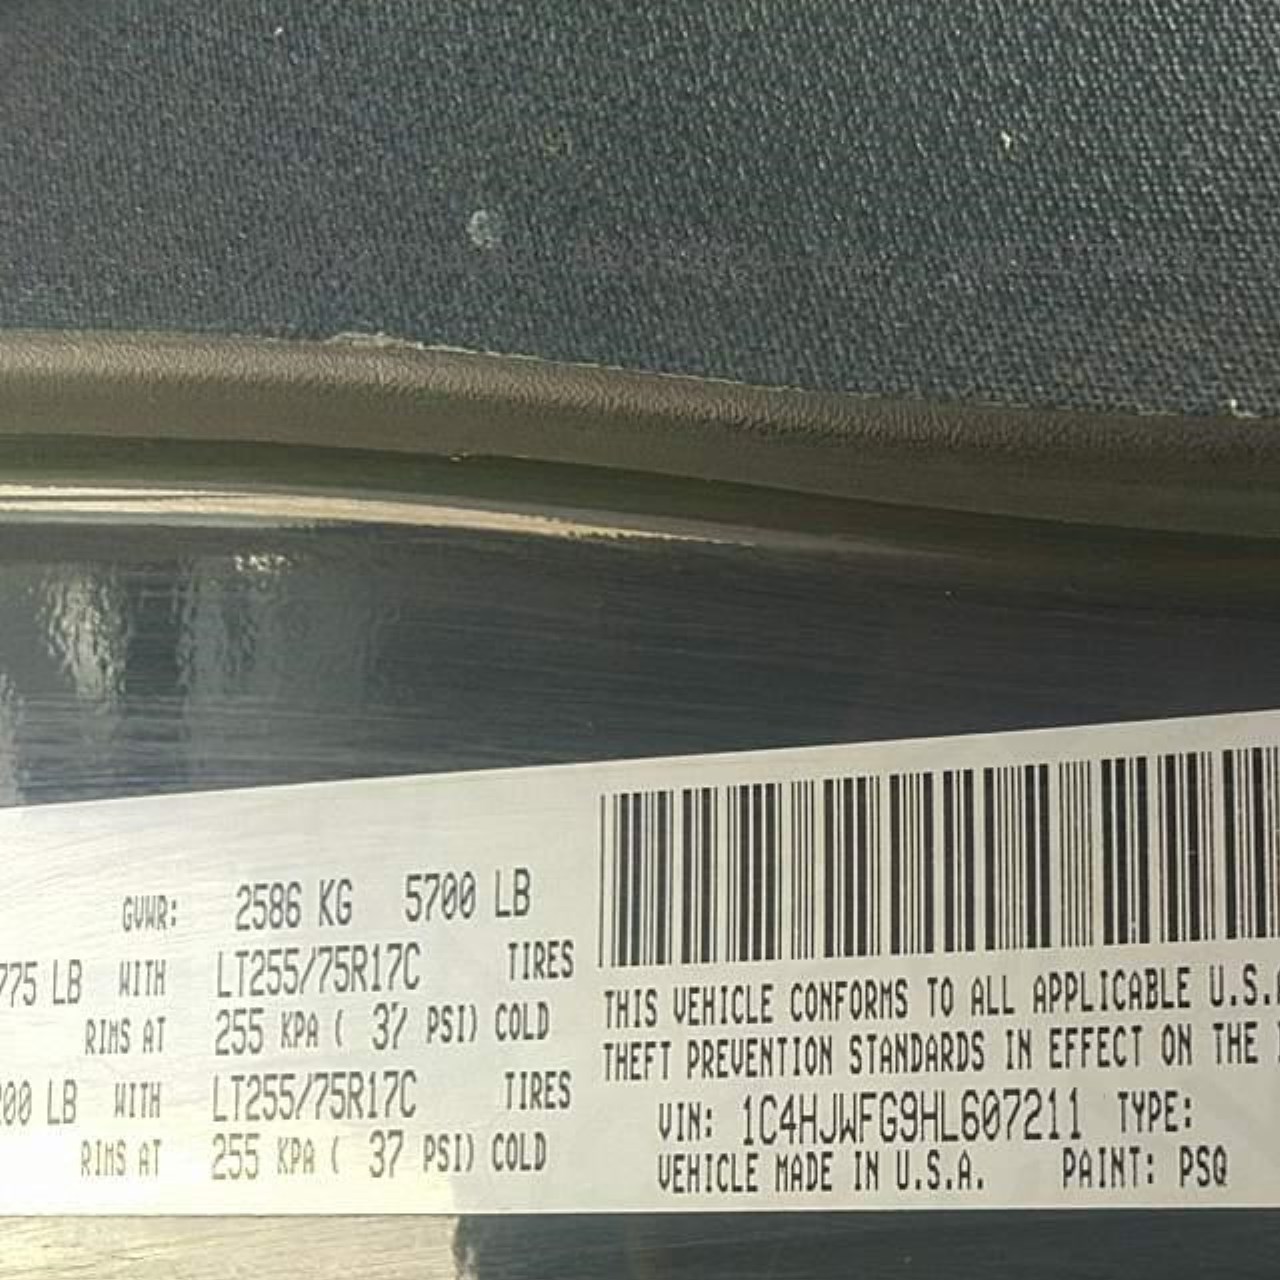 GVWR: 2586 KG 5700 LB
775 LB WITH LT255/75R17C TIRES
RIMS AT 255 KPA ( 37 PSI) COLD
00 LB WITH LT255/75R17C TIRES
RIMS AT 255 KPA ( 37 PSI) COLD
THIS VEHICLE CONFORMS TO ALL APPLICABLE U.S.A
THEFT PREVENTION STANDARDS IN EFFECT ON THE
VIN: 1C4HJWFG9HL607211 TYPE:
VEHICLE MADE IN U.S.A. PAINT: PSQ